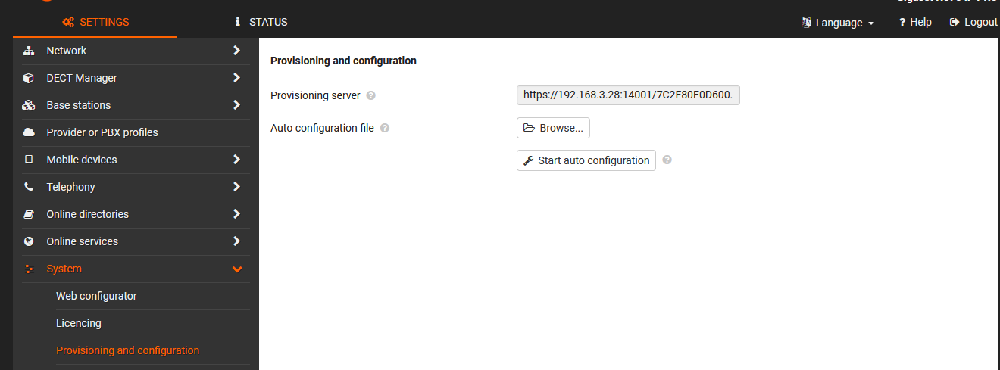 SETTINGS
STATUS
Language
? Help
Logout
Network
DECT Manager
Base stations
Provider or PBX profiles
Mobile devices
Telephony
Online directories
Online services
System
Web configurator
Licencing
Provisioning and configuration
Provisioning and configuration
Provisioning server ?
https://192.168.3.28:14001/7C2F80E0D600.
Auto configuration file ?
Browse...
Start auto configuration ?